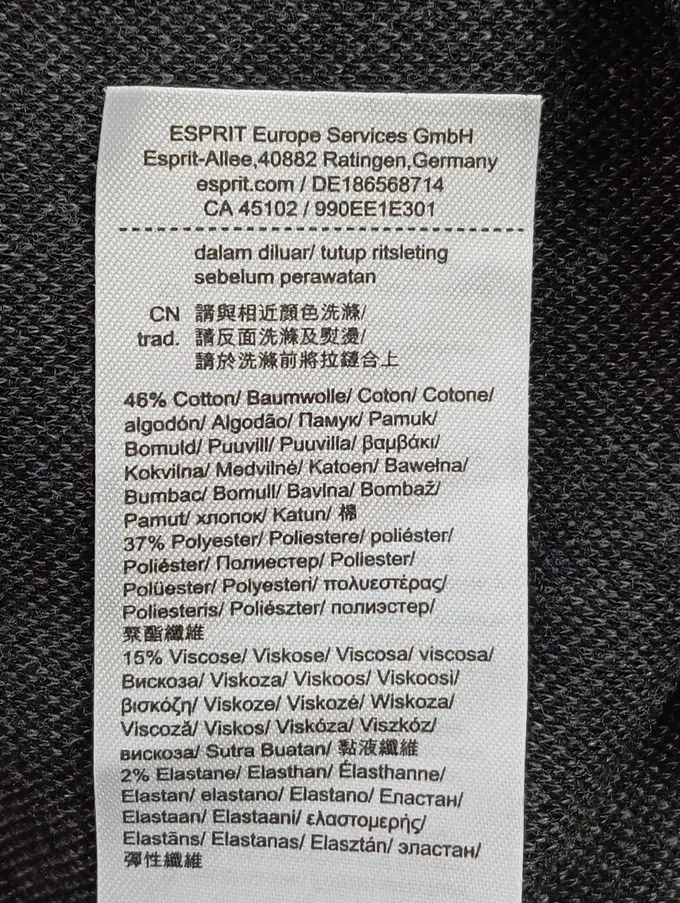 ESPRIT Europe Services GmbH
Esprit-Allee,40882 Ratingen,Germany
esprit.com / DE186568714
CA 45102 / 990EE1E301
dalam diluar/ tutup ritsleting
sebelum perawatan
CN 請與相近顏色洗滌/
trad. 請反面洗滌及熨燙/
請於洗滌前將拉鏈合上
46% Cotton/ Baumwolle/ Coton/ Cotone/
algodón/ Algodão/ Памук/ Pamuk/
Bomuld/ Puuvill/ Puuvilla/ βαμβάκι/
Kokvilna/ Medvilnė/ Katoen/ Bawełna/
Bumbac/ Bomull/ Bavlna/ Bombaž/
Pamut/ хлопок/ Katun/ 棉
37% Polyester/ Poliestere/ poliéster/
Poliéster/ Полиестер/ Poliester/
Polüester/ Polyesteri/ πολυεστέρας/
Poliesteris/ Poliészter/ полиэстер/
聚酯纖維
15% Viscose/ Viskose/ Viscosa/ viscosa/
Вискоза/ Viskoza/ Viskoos/ Viskoosi/
βισκόζη/ Viskoze/ Viskozė/ Wiskoza/
Viscoză/ Viskos/ Viskóza/ Viszkóz/
вискоза/ Sutra Buatan/ 黏液纖維
2% Elastane/ Elasthan/ Élasthanne/
Elastan/ elastano/ Elastano/ Еластан/
Elastaan/ Elastaani/ ελαστομερής/
Elastāns/ Elastanas/ Elasztán/ эластан/
彈性纖維